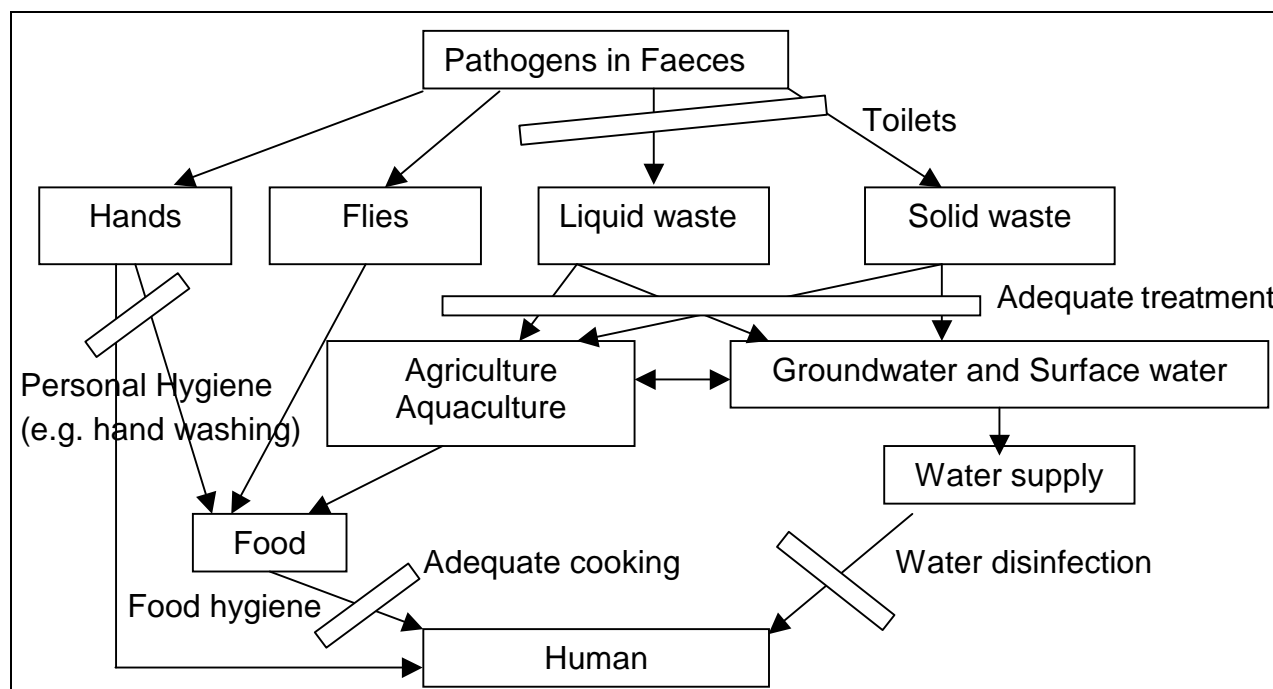 Pathogens in Faeces
Toilets
Hands
Flies
Liquid waste
Solid waste
Adequate treatment
Personal Hygiene
(e.g. hand washing)
Agriculture
Aquaculture
Groundwater and Surface water
Water supply
Food
Adequate cooking
Water disinfection
Food hygiene
Human